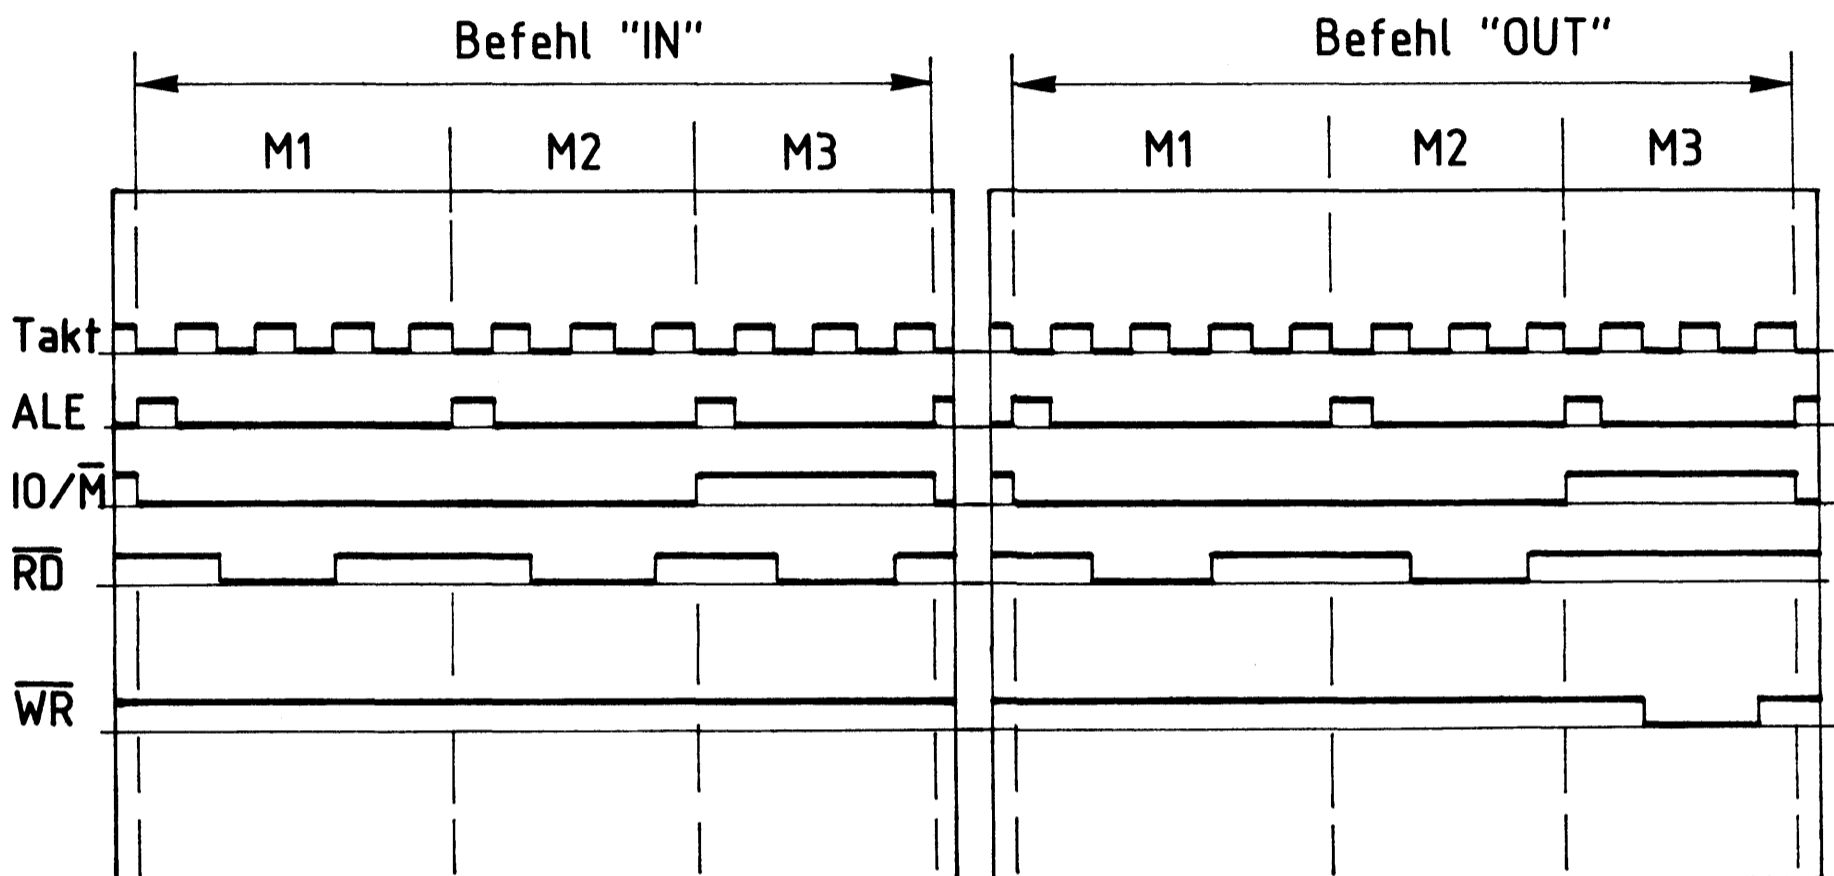 Befehl "IN" Befehl "OUT"
M1 M2 M3 M1 M2 M3
Takt
ALE
IO/M̅
R̅D̅
W̅R̅